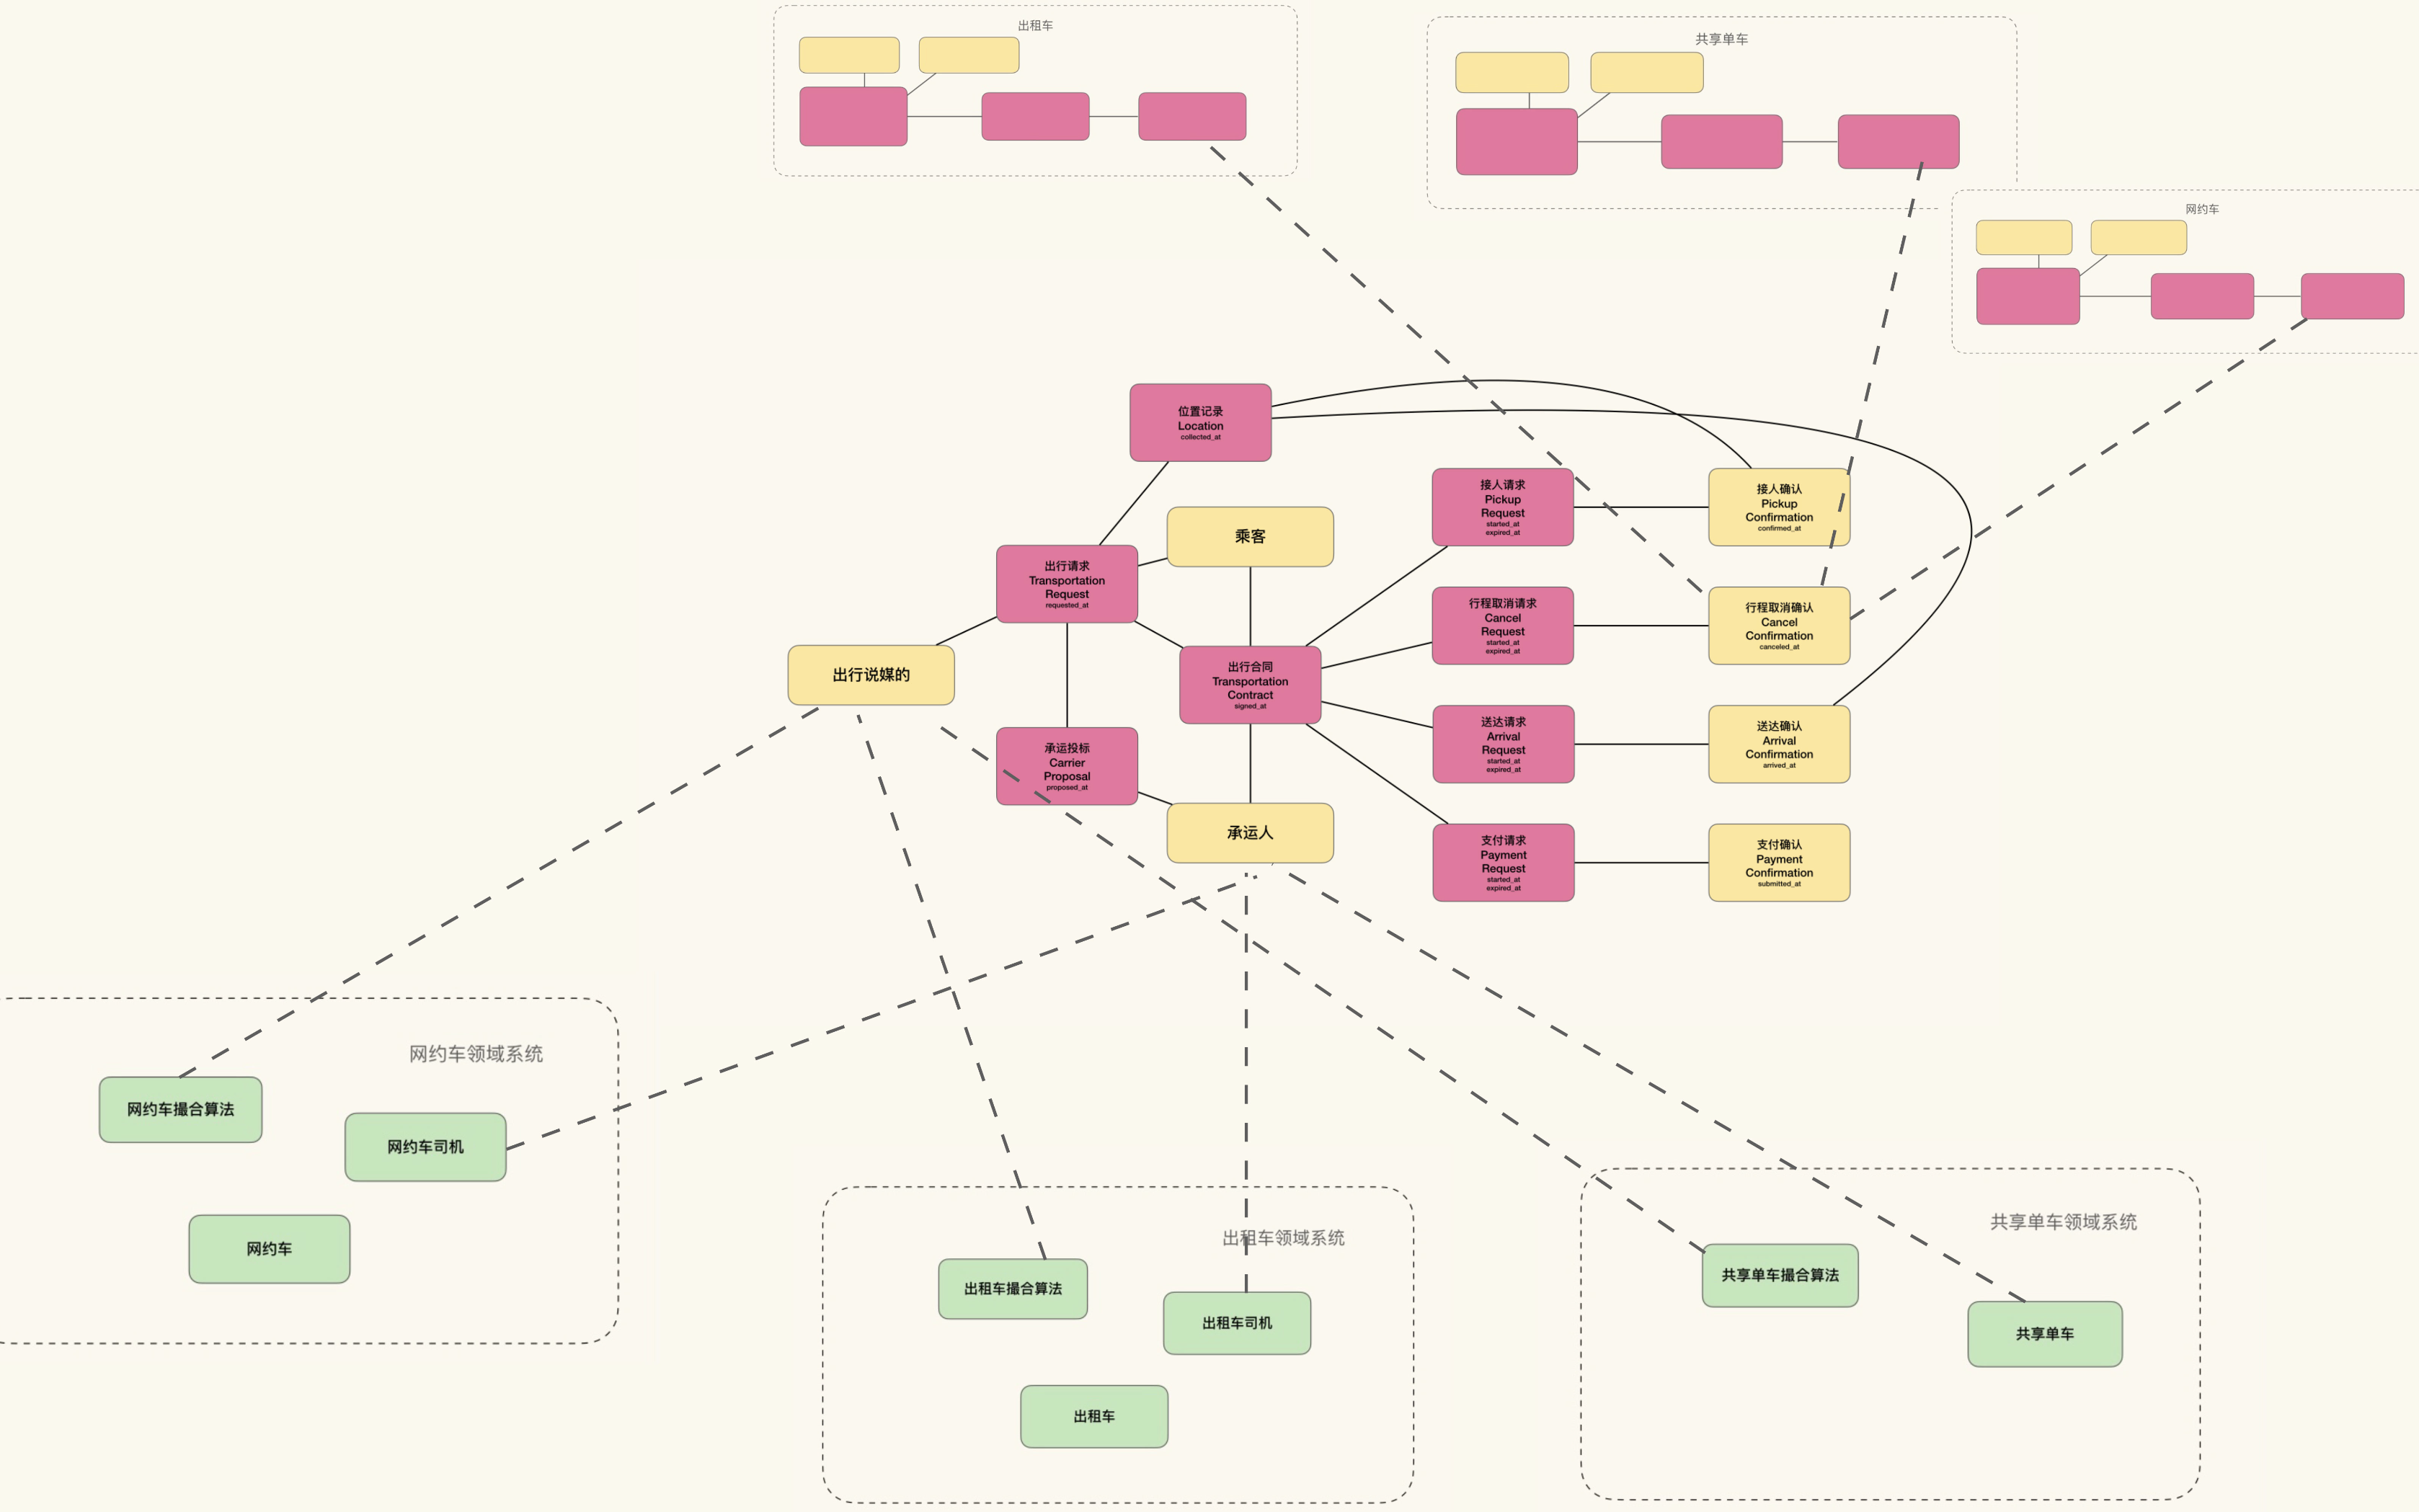 出租车
共享单车
网约车
位置记录
Location
collected_at
接人请求
Pickup
Request
started_at
expired_at
接人确认
Pickup
Confirmation
confirmed_at
乘客
出行请求
Transportation
Request
requested_at
行程取消请求
Cancel
Request
started_at
expired_at
行程取消确认
Cancel
Confirmation
canceled_at
出行说媒的
出行合同
Transportation
Contract
signed_at
送达请求
Arrival
Request
started_at
expired_at
送达确认
Arrival
Confirmation
arrived_at
承运投标
Carrier
Proposal
proposed_at
承运人
支付请求
Payment
Request
started_at
expired_at
支付确认
Payment
Confirmation
submitted_at
网约车领域系统
网约车撮合算法
网约车司机
网约车
出租车领域系统
出租车撮合算法
出租车司机
出租车
共享单车领域系统
共享单车撮合算法
共享单车